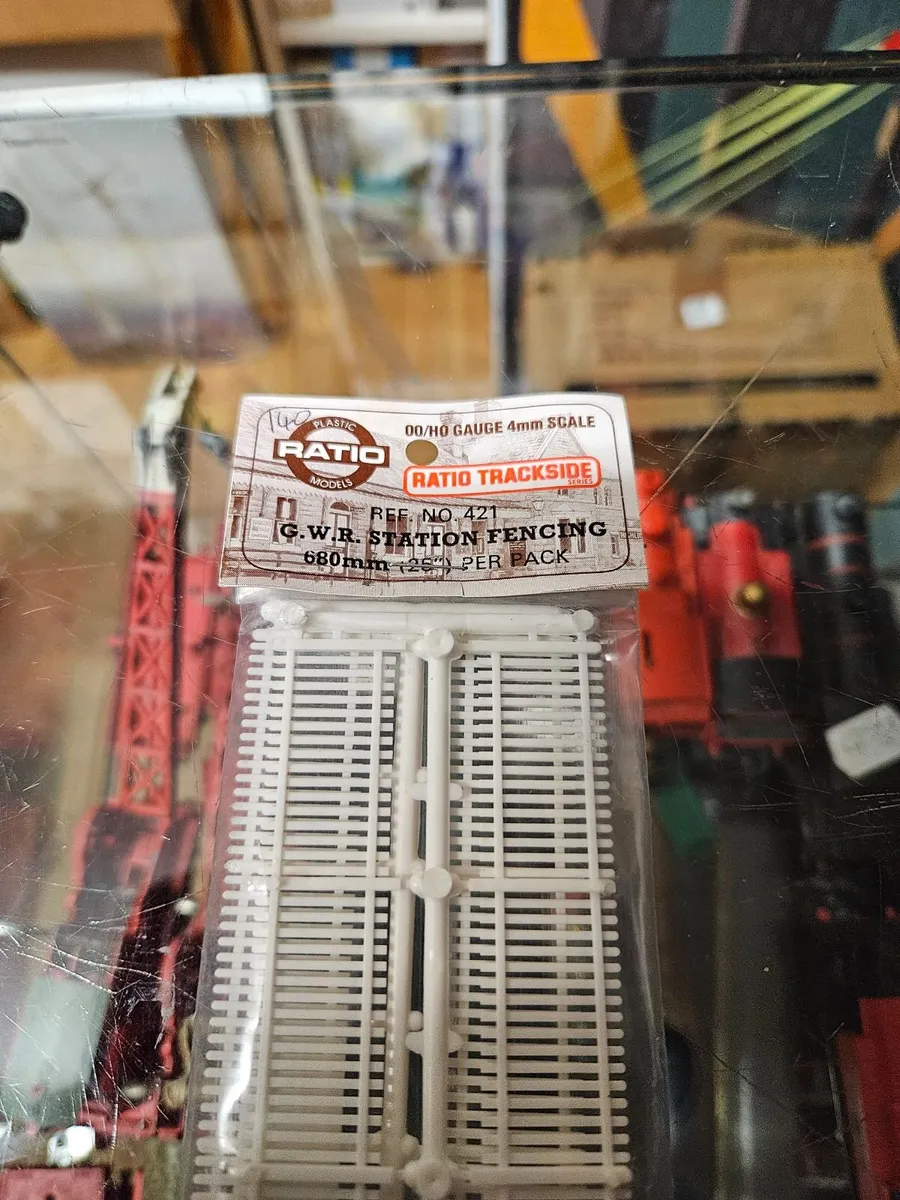 140
PLASTIC
RATIO
MODELS
00/HO GAUGE 4mm SCALE
RATIO TRACKSIDE
SERIES
REF. NO. 421
G.W.R. STATION FENCING
680mm (25") PER PACK